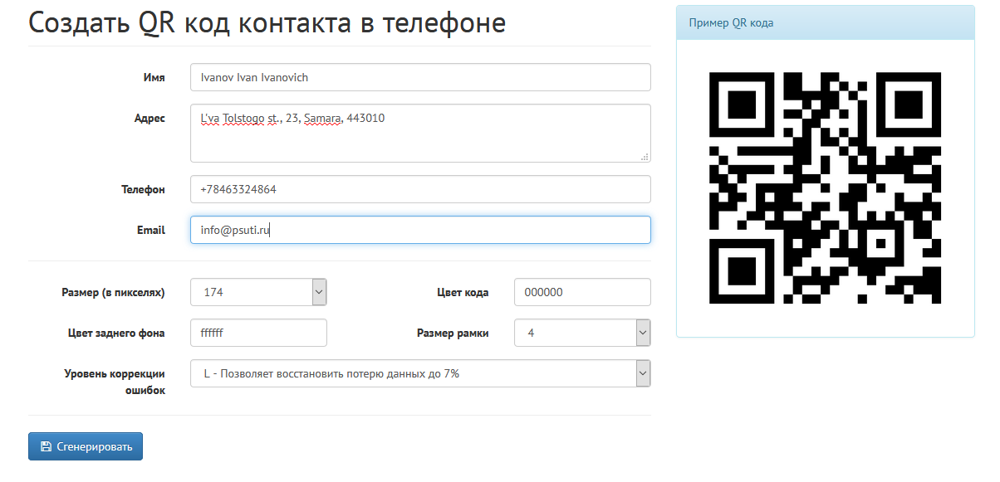 Создать QR код контакта в телефоне
Имя
Ivanov Ivan Ivanovich
Адрес
L'va Tolstogo st., 23, Samara, 443010
Телефон
+78463324864
Email
info@psuti.ru
Размер (в пикселях)
174
Цвет кода
000000
Цвет заднего фона
ffffff
Размер рамки
4
Уровень коррекции
ошибок
L - Позволяет восстановить потерю данных до 7%
Сгенерировать
Пример QR кода